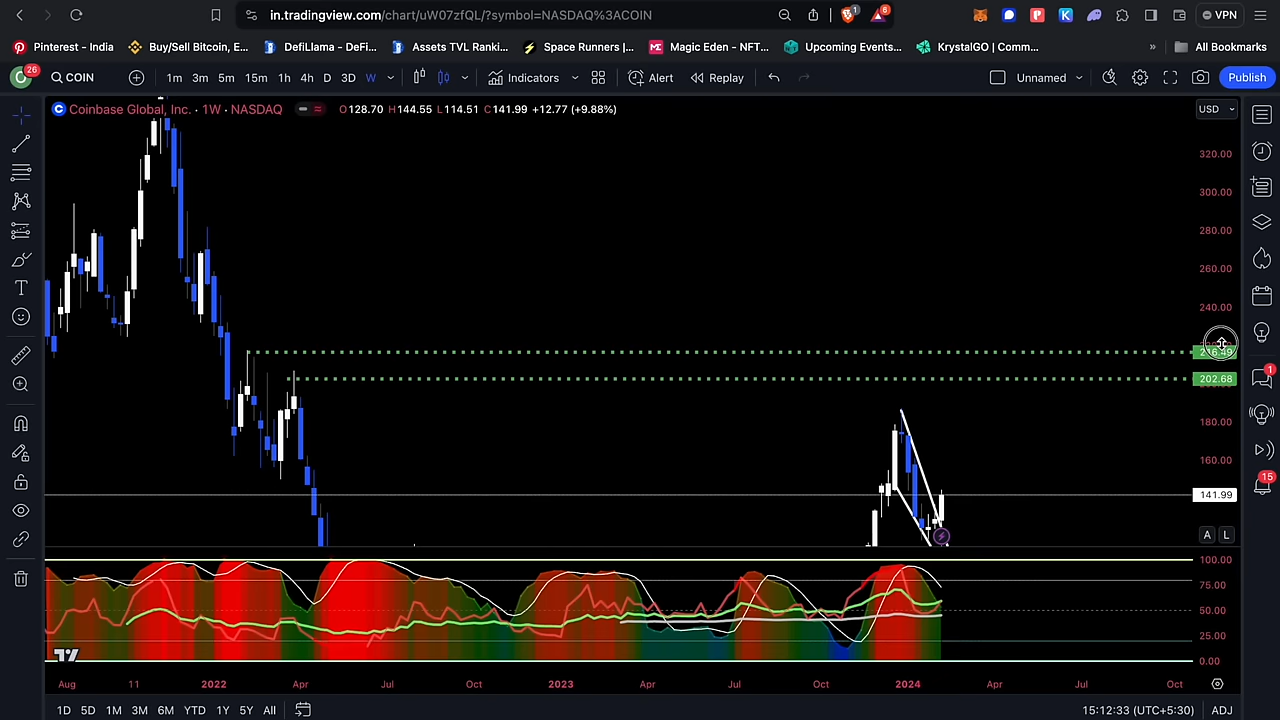 in.tradingview.com/chart/uW07zfQL/?symbol=NASDAQ%3ACOIN
1
6
VPN
Pinterest - India
Buy/Sell Bitcoin, E...
DefiLlama - DeFi...
Assets TVL Ranki...
Space Runners |...
Magic Eden - NFT...
Upcoming Events...
KrystalGO | Comm...
»
All Bookmarks
26
COIN
1m 3m 5m 15m 1h 4h D 3D W
Indicators
Alert
Replay
Unnamed
Publish
Coinbase Global, Inc. · 1W · NASDAQ
O128.70 H144.55 L114.51 C141.99 +12.77 (+9.88%)
USD
320.00
300.00
280.00
260.00
240.00
216.49
202.68
180.00
160.00
141.99
A L
100.00
75.00
50.00
25.00
0.00
1
15
Aug 11 2022 Apr Jul Oct 2023 Apr Jul Oct 2024 Apr Jul Oct
1D 5D 1M 3M 6M YTD 1Y 5Y All
15:12:33 (UTC+5:30)
ADJ